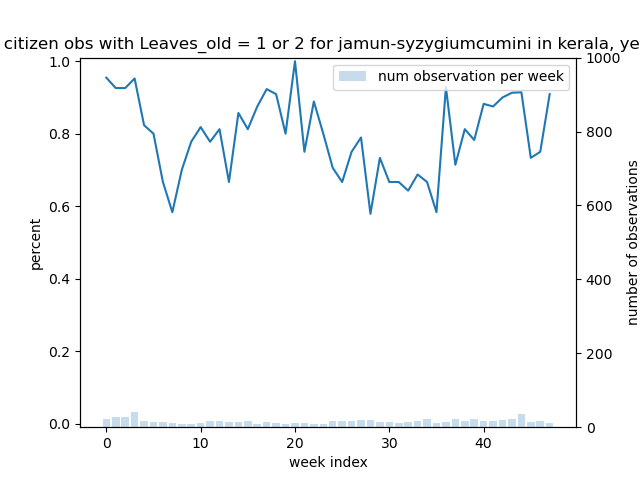 citizen obs with Leaves_old = 1 or 2 for jamun-syzygiumcumini in kerala, ye
num observation per week
1.0
0.8
0.6
0.4
0.2
0.0
percent
1000
800
600
400
200
0
number of observations
0 10 20 30 40
week index